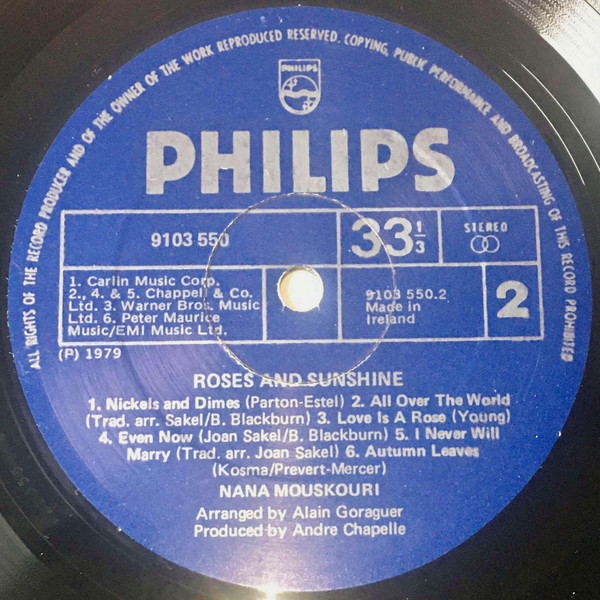 ALL RIGHTS OF THE RECORD PRODUCER AND OF THE OWNER OF THE WORK REPRODUCED RESERVED. COPYING, PUBLIC PERFORMANCE AND BROADCASTING OF THIS RECORD PROHIBITED
PHILIPS
PHILIPS
9103 550
33 1/3
STEREO
1. Carlin Music Corp.
2., 4. & 5. Chappell & Co.
Ltd. 3. Warner Bros. Music
Ltd. 6. Peter Maurice
Music/EMI Music Ltd.
9103 550.2
Made in
Ireland
2
(P) 1979
ROSES AND SUNSHINE
1. Nickels and Dimes (Parton-Estel) 2. All Over The World
(Trad. arr. Sakel/B. Blackburn) 3. Love Is A Rose (Young)
4. Even Now (Joan Sakel/B. Blackburn) 5. I Never Will
Marry (Trad. arr. Joan Sakel) 6. Autumn Leaves
(Kosma/Prevert-Mercer)
NANA MOUSKOURI
Arranged by Alain Goraguer
Produced by Andre Chapelle